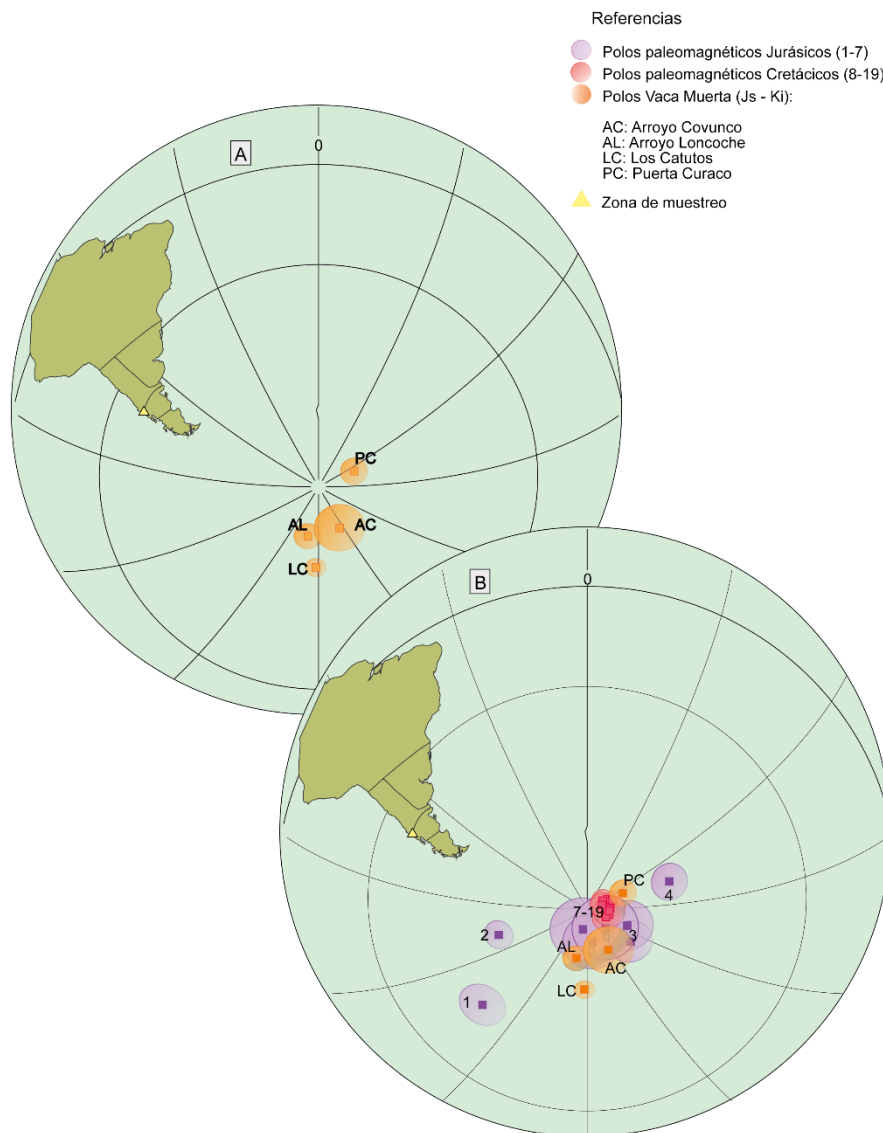 Referencias
Polos paleomagnéticos Jurásicos (1-7)
Polos paleomagnéticos Cretácicos (8-19)
Polos Vaca Muerta (Js - Ki):
AC: Arroyo Covunco
AL: Arroyo Loncoche
LC: Los Catutos
PC: Puerta Curaco
Zona de muestreo
A
0
PC
AL
AC
LC
B
0
PC
4
7-19
2
3
AL
AC
LC
1